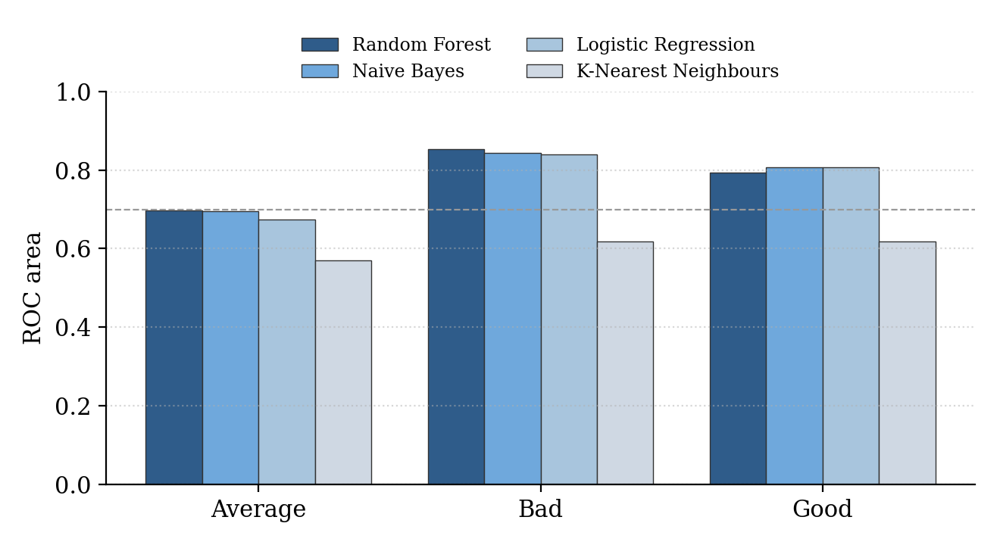 Random Forest
Naive Bayes
Logistic Regression
K-Nearest Neighbours
1.0
0.8
0.6
0.4
0.2
0.0
ROC area
Average
Bad
Good